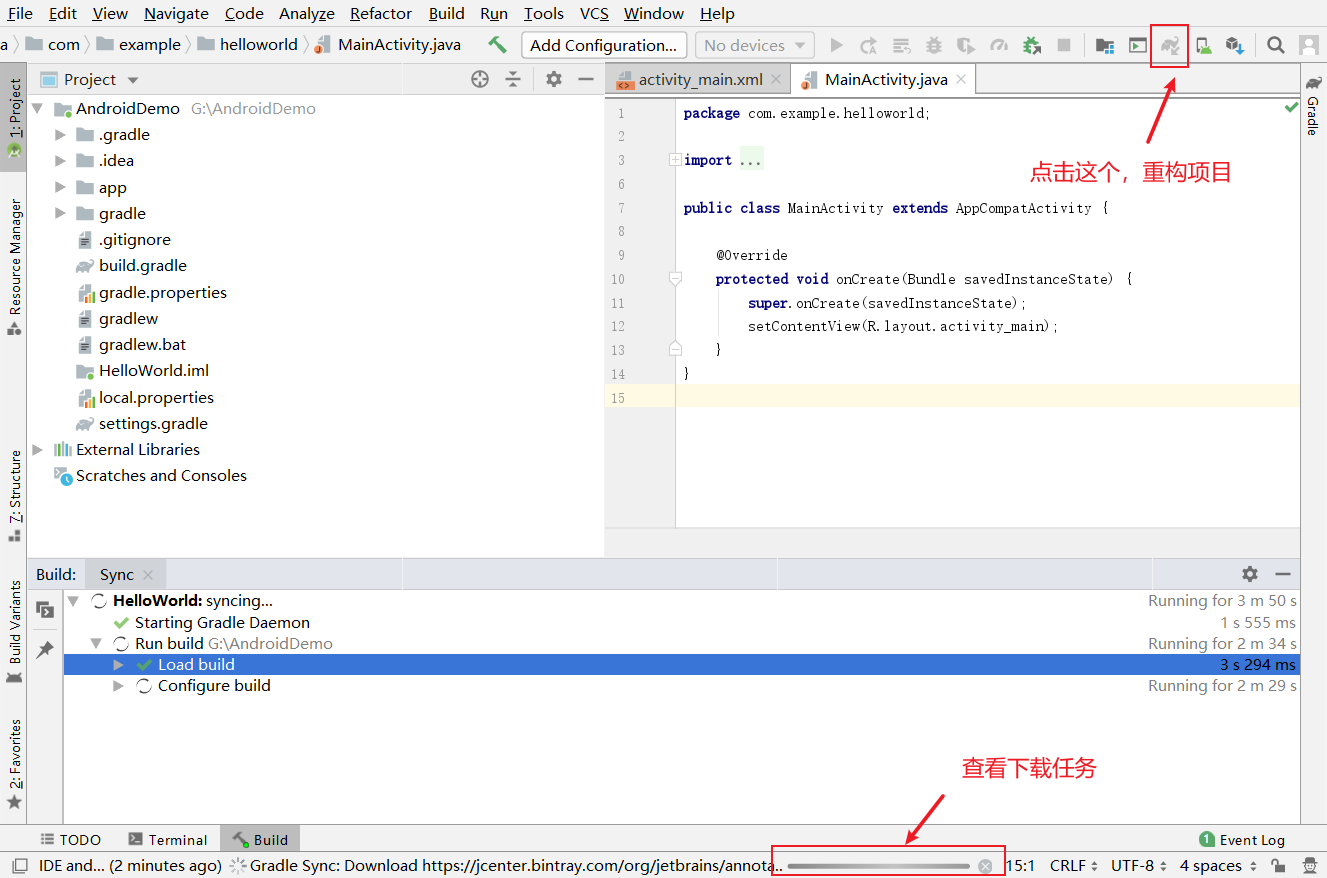 File Edit View Navigate Code Analyze Refactor Build Run Tools VCS Window Help
a com example helloworld MainActivity.java Add Configuration... No devices
1: Project
Resource Manager
7: Structure
Build Variants
2: Favorites
Project
AndroidDemo G:\AndroidDemo
.gradle
.idea
app
gradle
.gitignore
build.gradle
gradle.properties
gradlew
gradlew.bat
HelloWorld.iml
local.properties
settings.gradle
External Libraries
Scratches and Consoles
activity_main.xml MainActivity.java
1 package com.example.helloworld;
2
3 import ...
6
7 public class MainActivity extends AppCompatActivity {
8
9 @Override
10 protected void onCreate(Bundle savedInstanceState) {
11 super.onCreate(savedInstanceState);
12 setContentView(R.layout.activity_main);
13 }
14 }
15
点击这个，重构项目
Gradle
Build: Sync
HelloWorld: syncing... Running for 3 m 50 s
Starting Gradle Daemon 1 s 555 ms
Run build G:\AndroidDemo Running for 2 m 34 s
Load build 3 s 294 ms
Configure build Running for 2 m 29 s
查看下载任务
TODO Terminal Build 1 Event Log
IDE and... (2 minutes ago) Gradle Sync: Download https://jcenter.bintray.com/org/jetbrains/annota.. 15:1 CRLF UTF-8 4 spaces